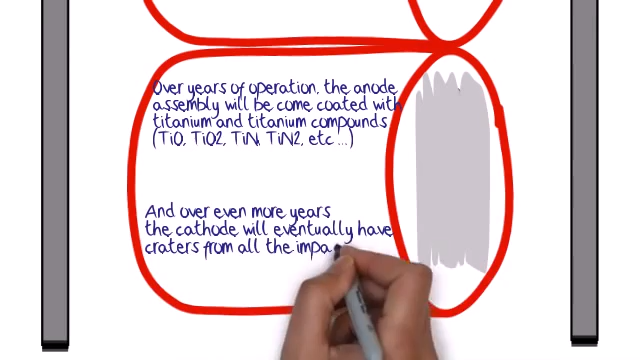 Over years of operation, the anode
assembly will be come coated with
titanium and titanium compounds
(TiO, TiO2, TiN, TiN2, etc ...)
And over even more years
the cathode will eventually have
craters from all the impa